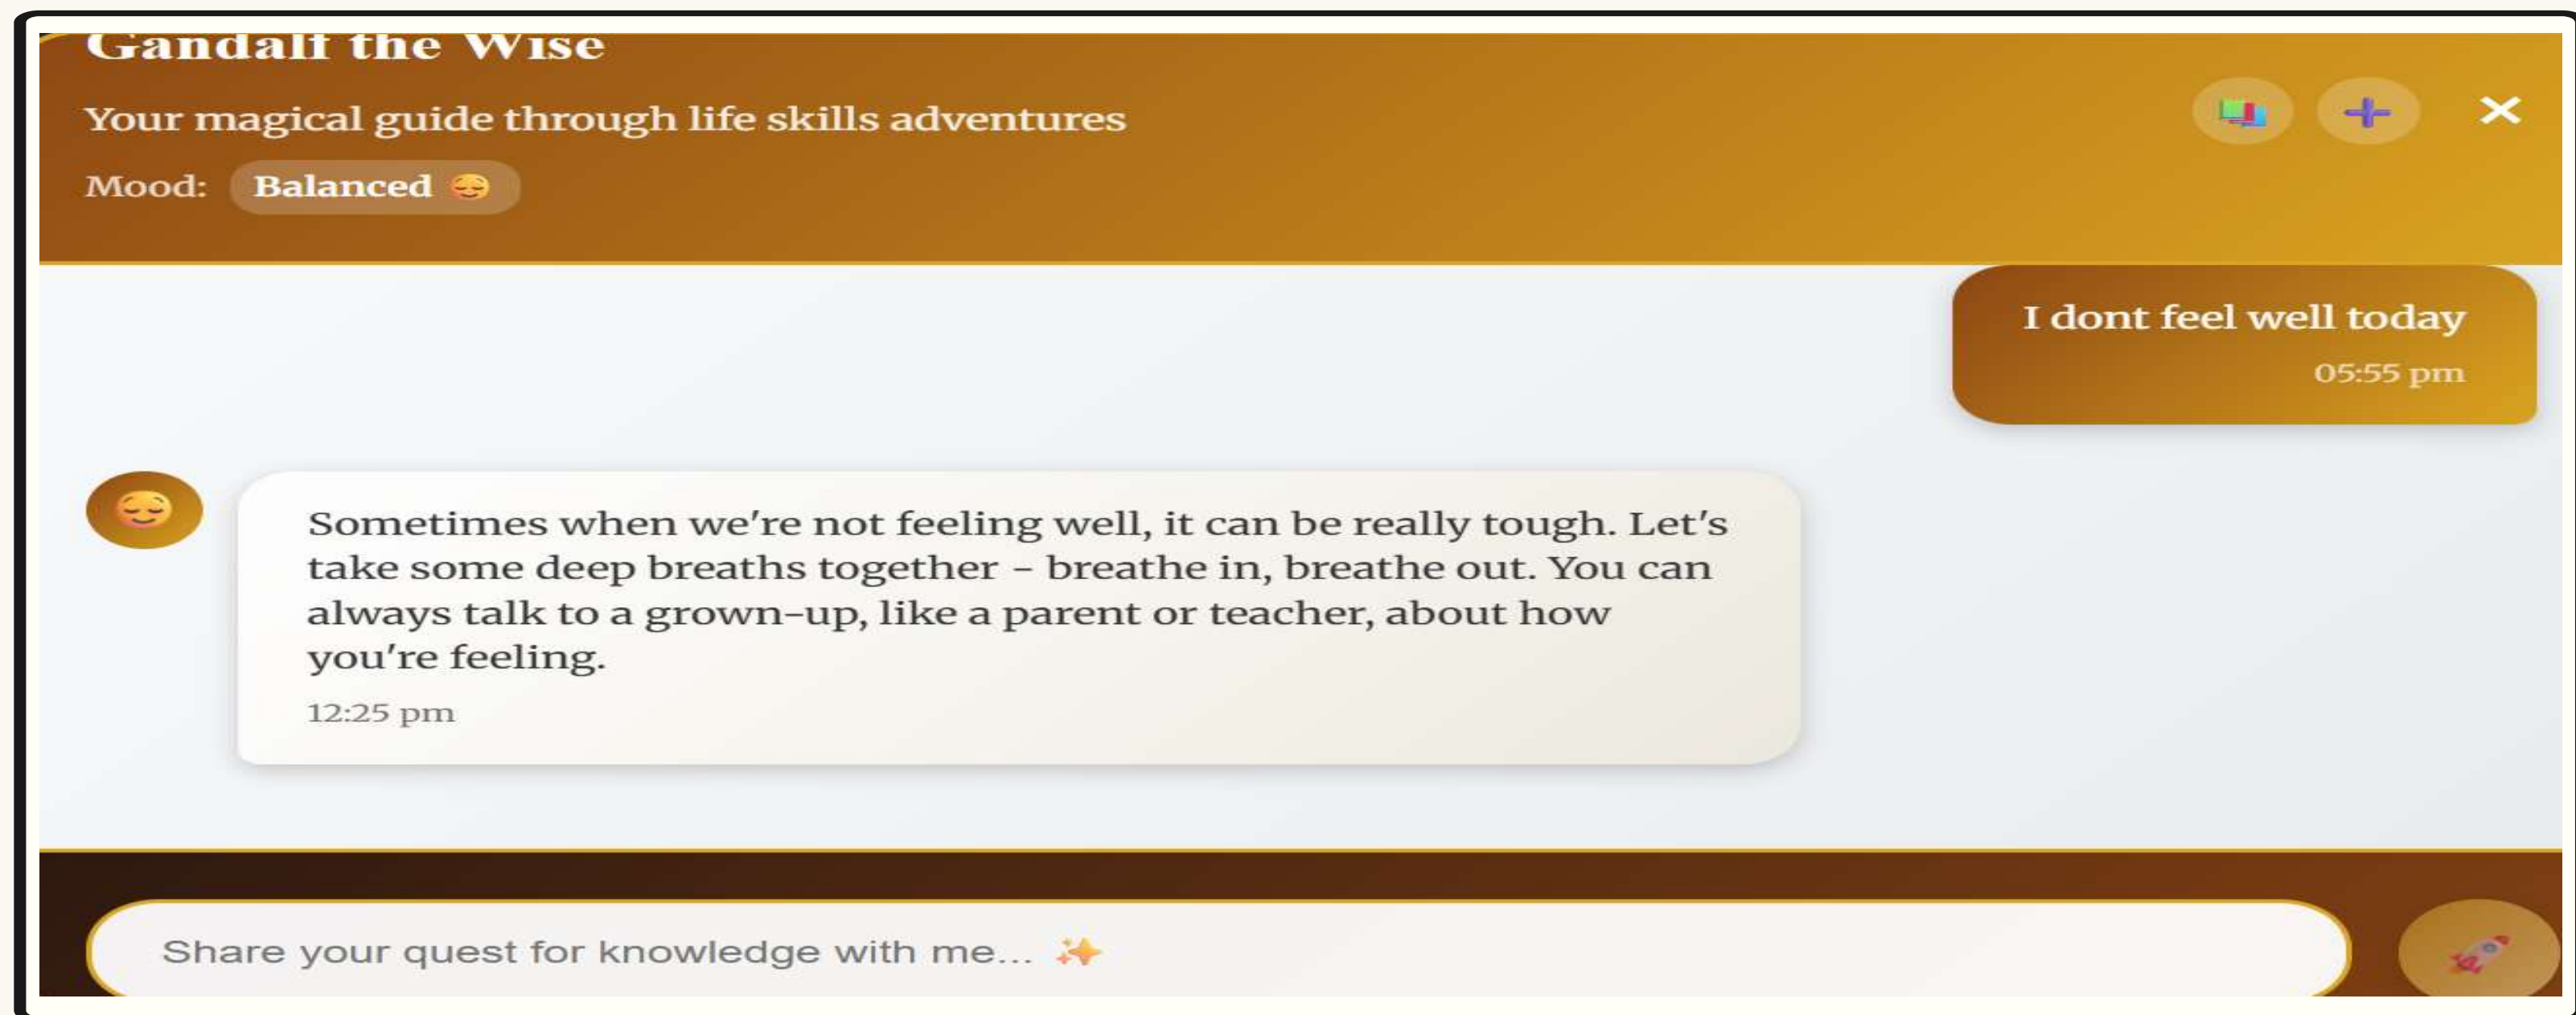 Gandalf the Wise
Your magical guide through life skills adventures
Mood: Balanced
I dont feel well today
05:55 pm
Sometimes when we're not feeling well, it can be really tough. Let's
take some deep breaths together - breathe in, breathe out. You can
always talk to a grown-up, like a parent or teacher, about how
you're feeling.
12:25 pm
Share your quest for knowledge with me...